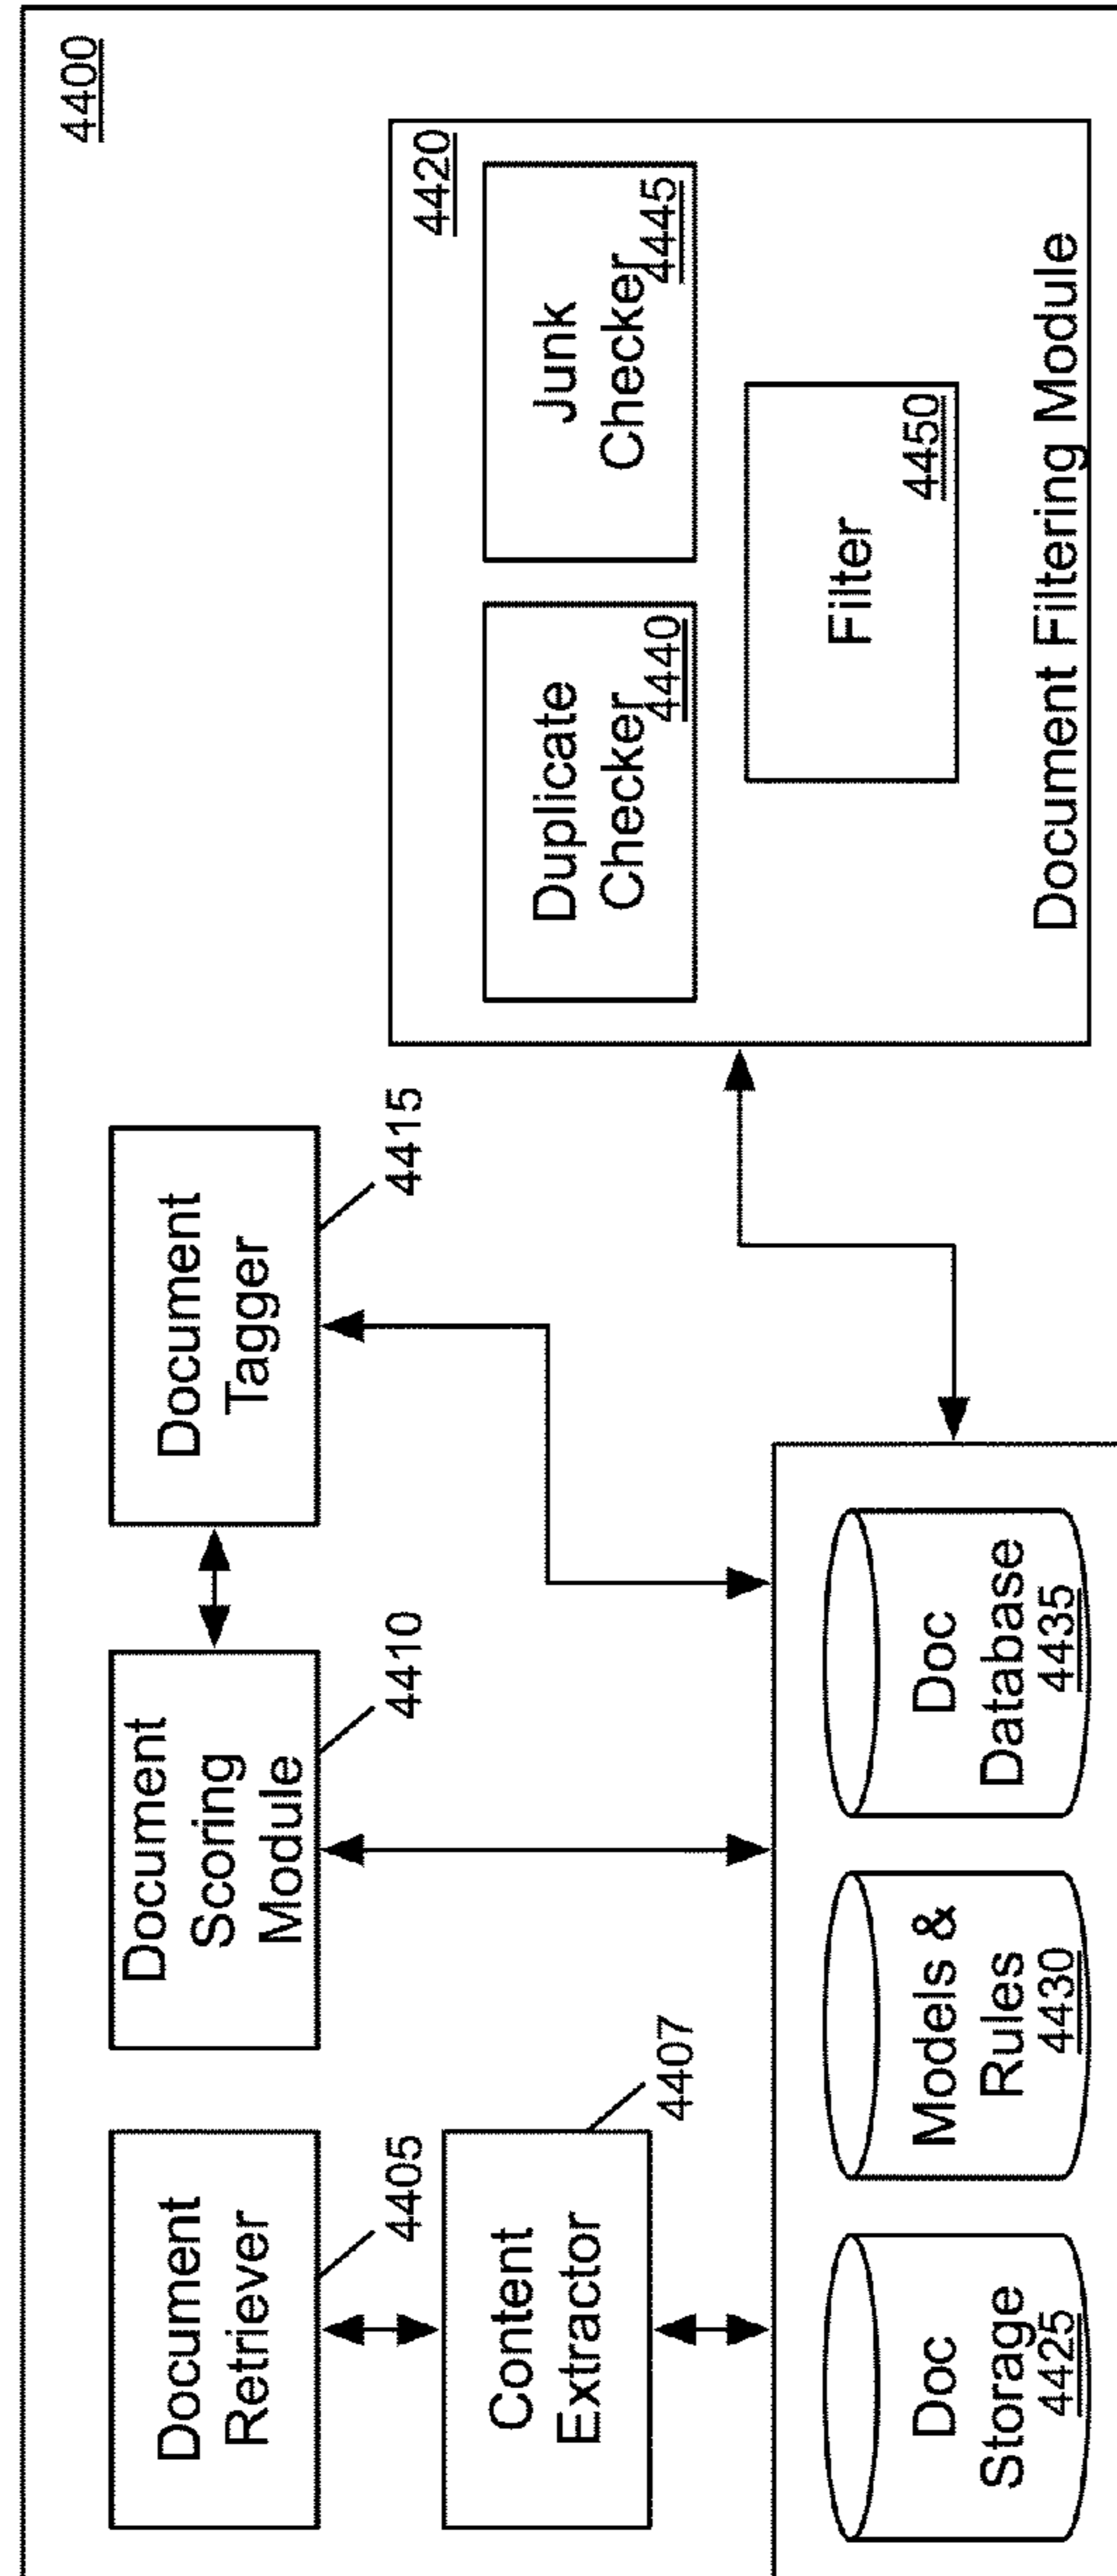 4400
Document
Retriever
4405
Content
Extractor
4407
Document
Scoring
Module
4410
Document
Tagger
4415
4420
Duplicate
Checker
4440
Junk
Checker
4445
Filter
4450
Document Filtering Module
Doc
Storage
4425
Models &
Rules
4430
Doc
Database
4435